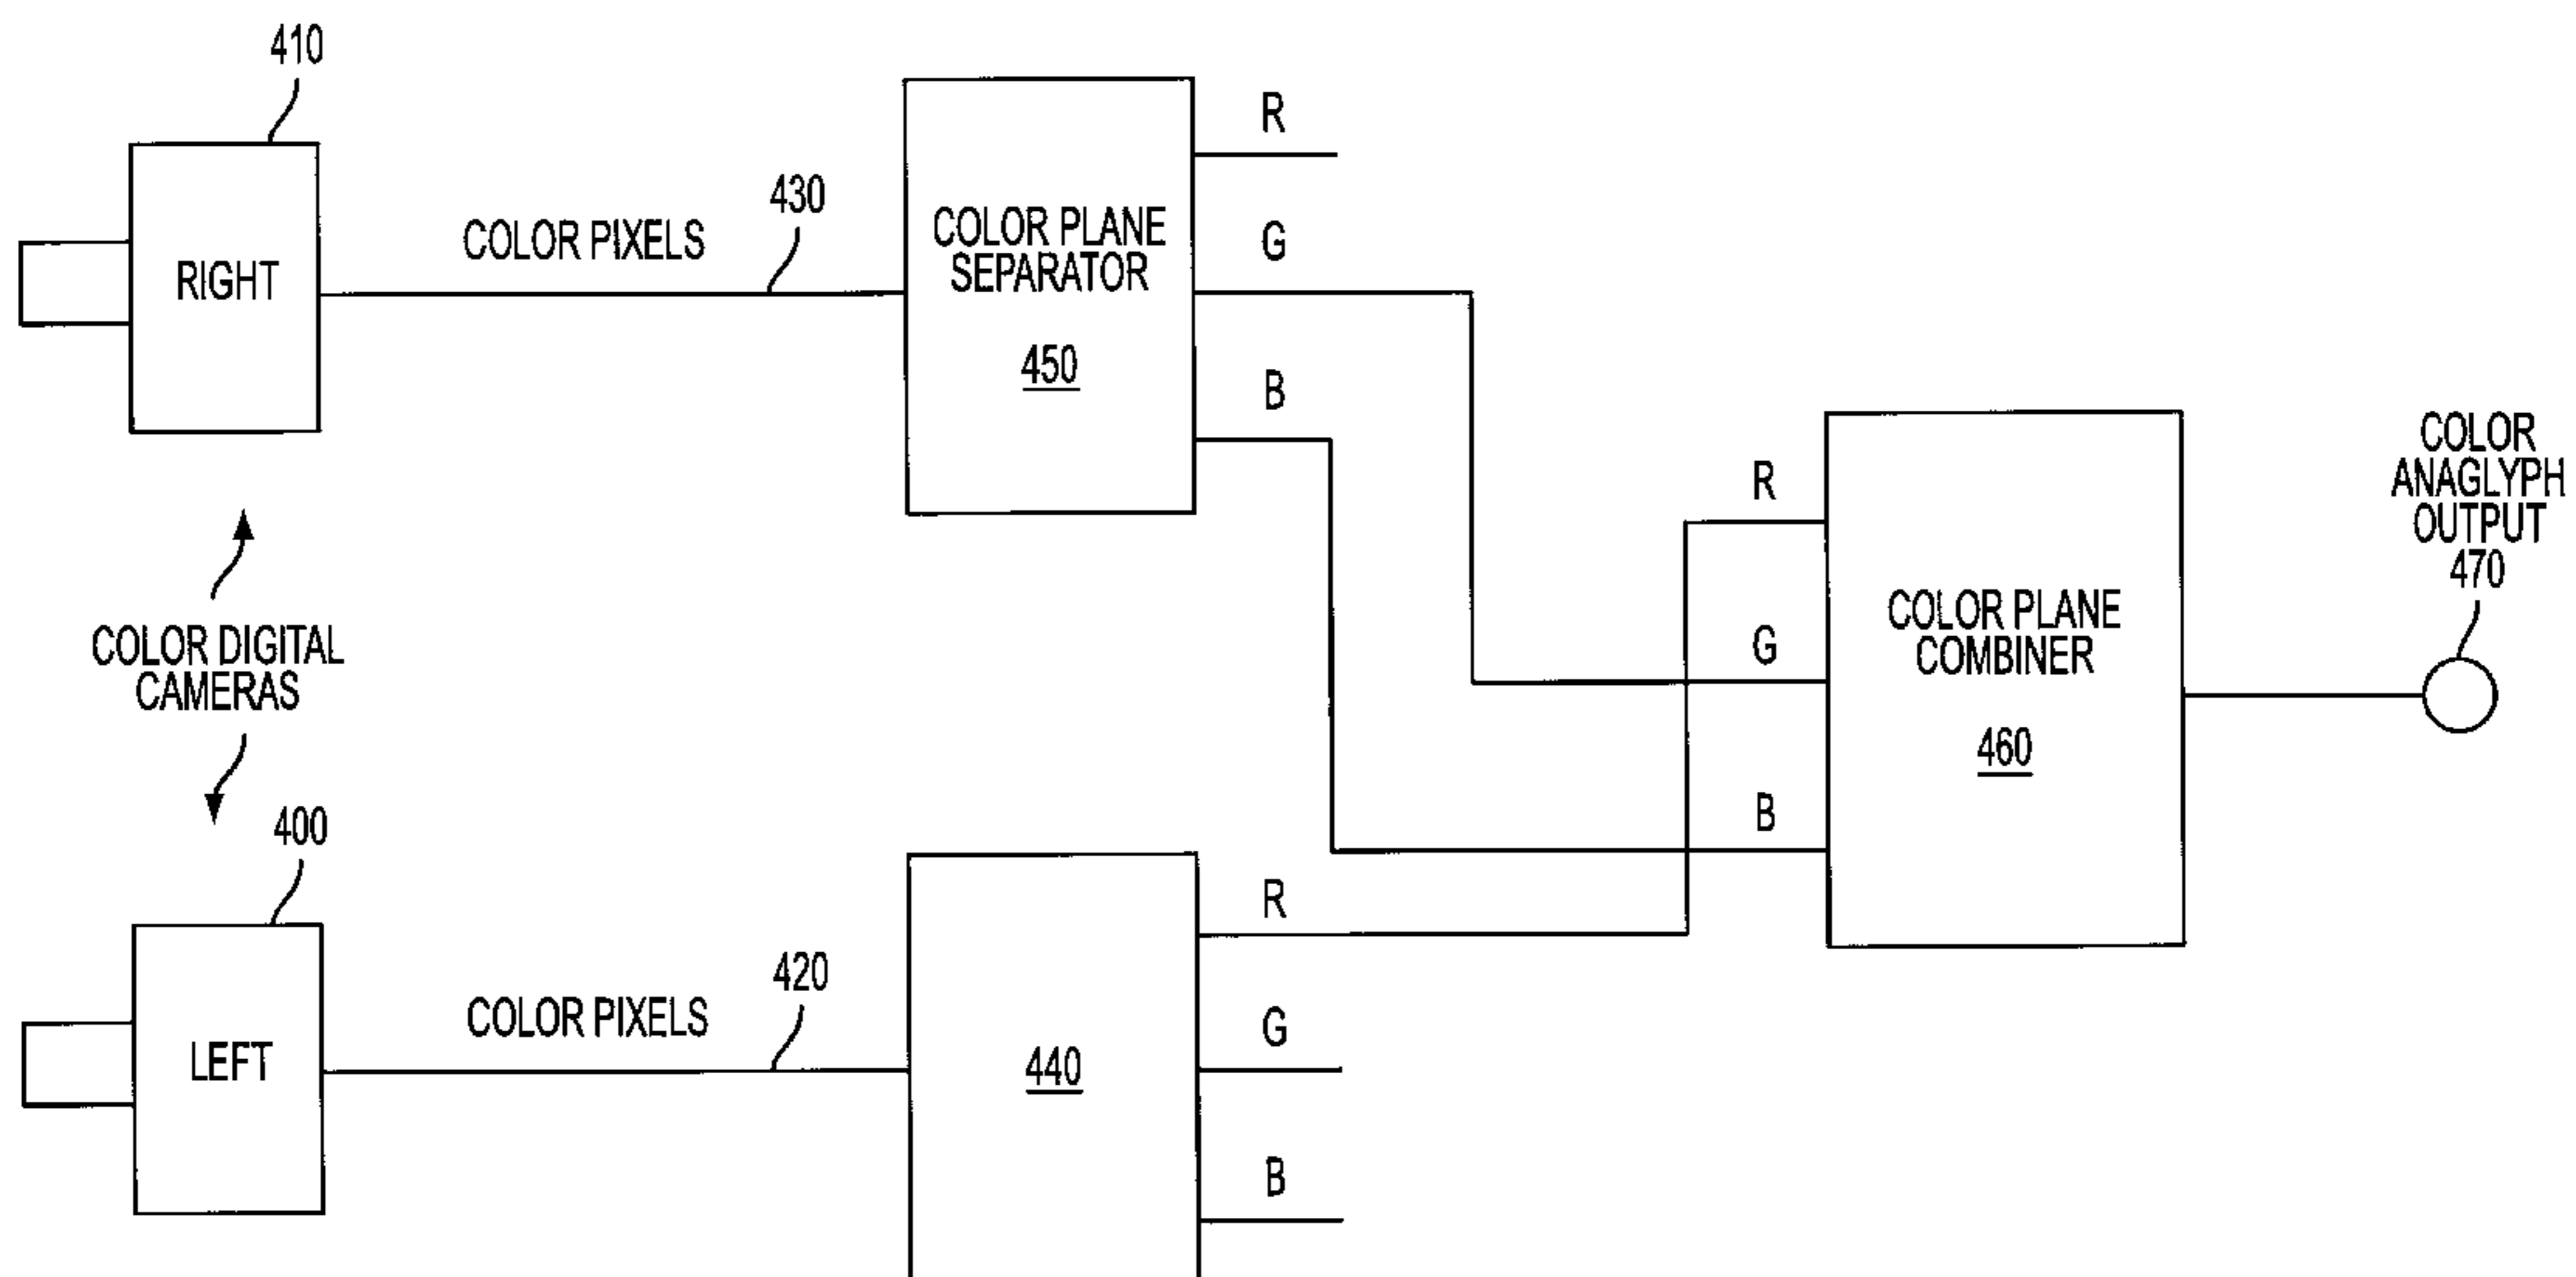 410
RIGHT
COLOR PIXELS
430
COLOR PLANE
SEPARATOR
450
R
G
B
COLOR DIGITAL
CAMERAS
400
LEFT
COLOR PIXELS
420
440
R
G
B
R
G
B
COLOR PLANE
COMBINER
460
COLOR
ANAGLYPH
OUTPUT
470